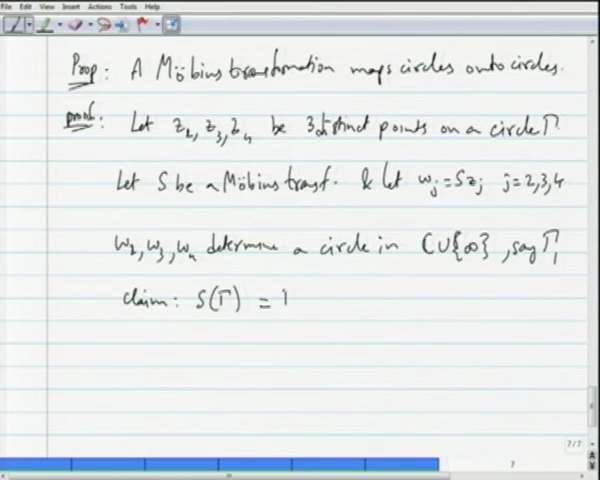 File Edit View Insert Actions Tools Help
Prop: A Möbius transformation maps circles onto circles.
proof: Let z₂, z₃, z₄ be 3 distinct points on a circle Γ
Let S be a Möbius transf. & let wⱼ = Szⱼ j = 2,3,4
w₂, w₃, w₄ determine a circle in ℂ∪{∞}, say Γ₁
claim: S(Γ) = 
7/7
7